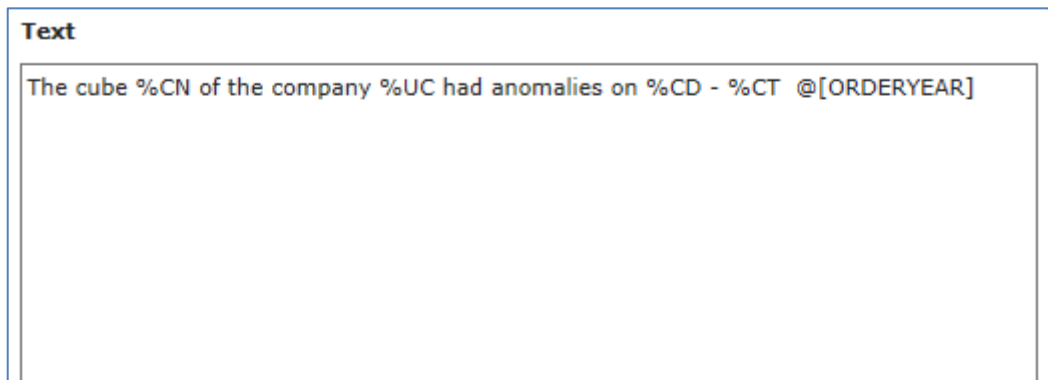 Text
The cube %CN of the company %UC had anomalies on %CD - %CT  @[ORDERYEAR]